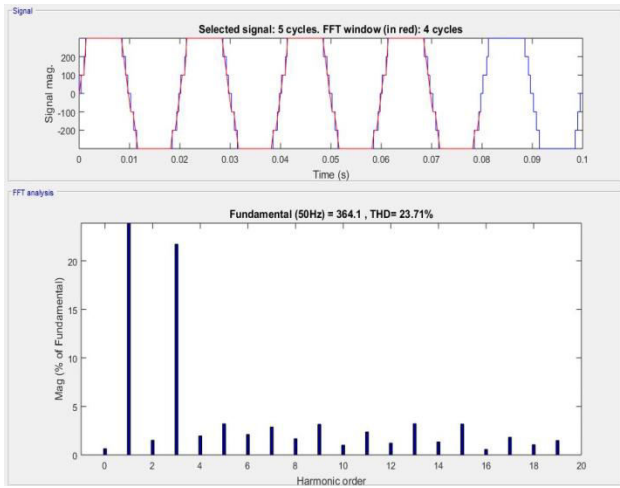 Signal
Selected signal: 5 cycles. FFT window (in red): 4 cycles
Signal mag.
200
100
0
-100
-200
0 0.01 0.02 0.03 0.04 0.05 0.06 0.07 0.08 0.09 0.1
Time (s)
FFT analysis
Fundamental (50Hz) = 364.1 , THD= 23.71%
Mag (% of Fundamental)
20
15
10
5
0
0 2 4 6 8 10 12 14 16 18 20
Harmonic order